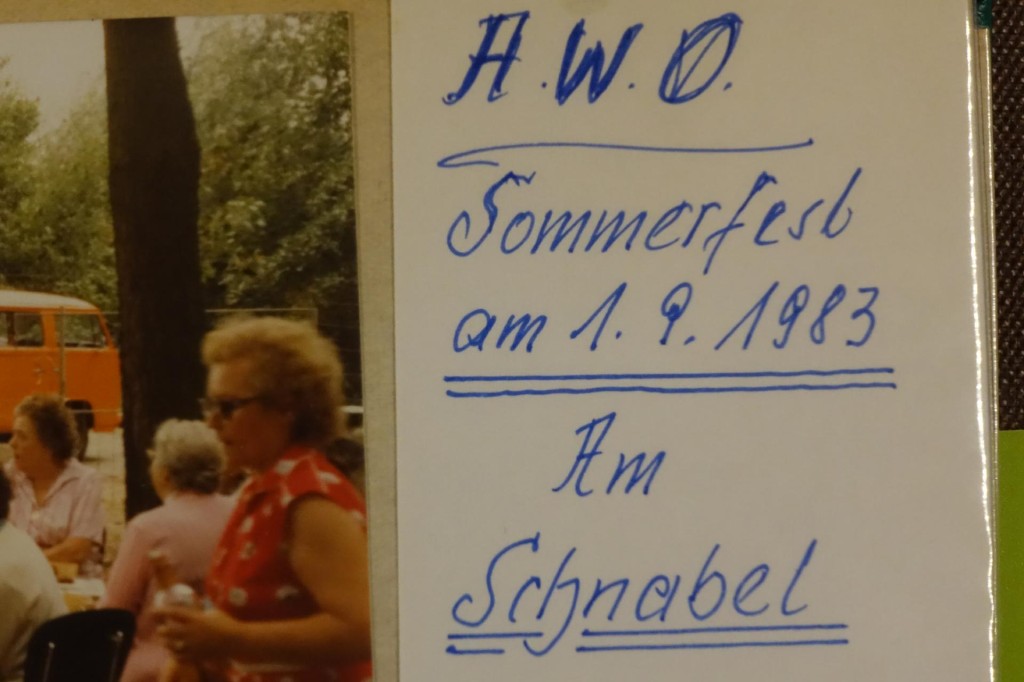 A.W.O.
Sommerfest
am 1.9.1983
Am
Schnabel